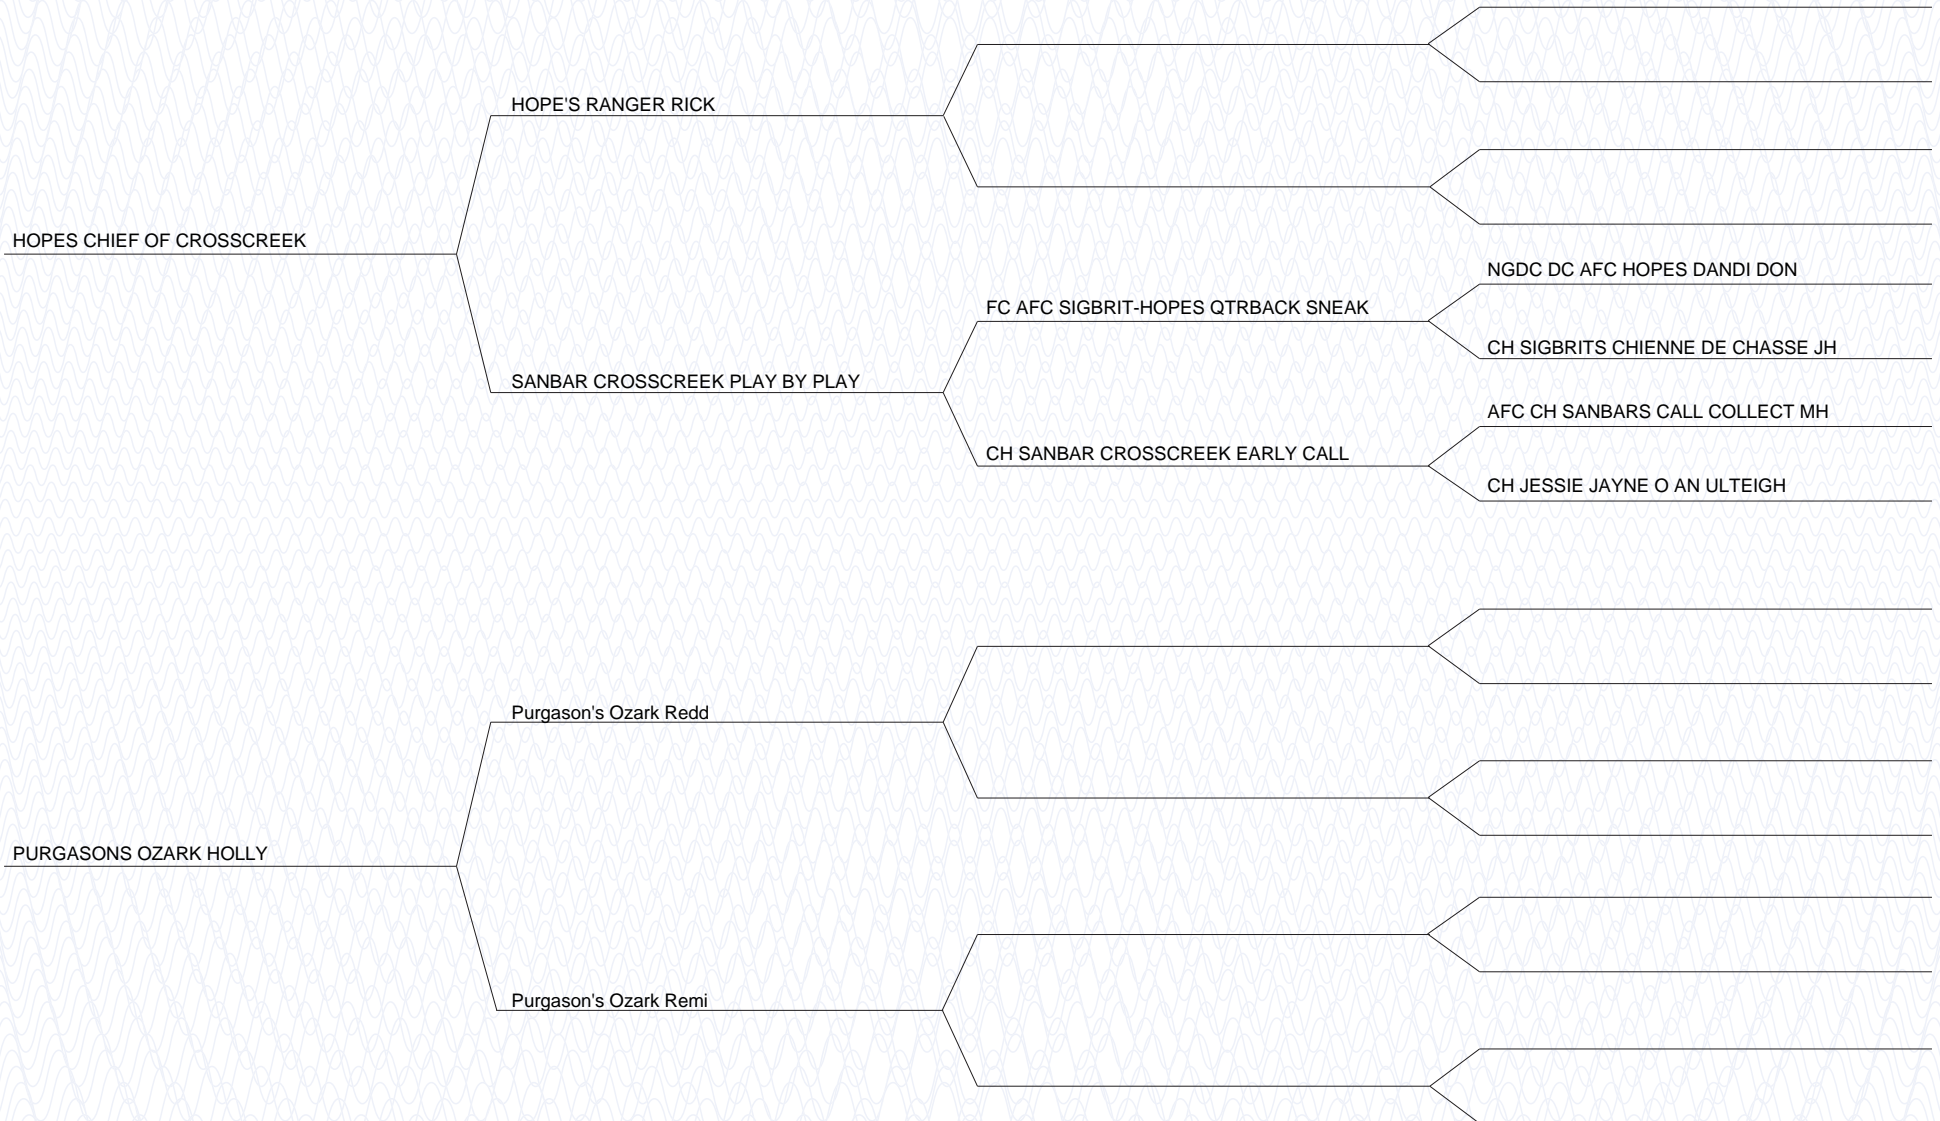 HOPE'S RANGER RICK
HOPES CHIEF OF CROSSCREEK
NGDC DC AFC HOPES DANDI DON
FC AFC SIGBRIT-HOPES QTRBACK SNEAK
CH SIGBRITS CHIENNE DE CHASSE JH
SANBAR CROSSCREEK PLAY BY PLAY
AFC CH SANBARS CALL COLLECT MH
CH SANBAR CROSSCREEK EARLY CALL
CH JESSIE JAYNE O AN ULTEIGH
Purgason's Ozark Redd
PURGASONS OZARK HOLLY
Purgason's Ozark Remi